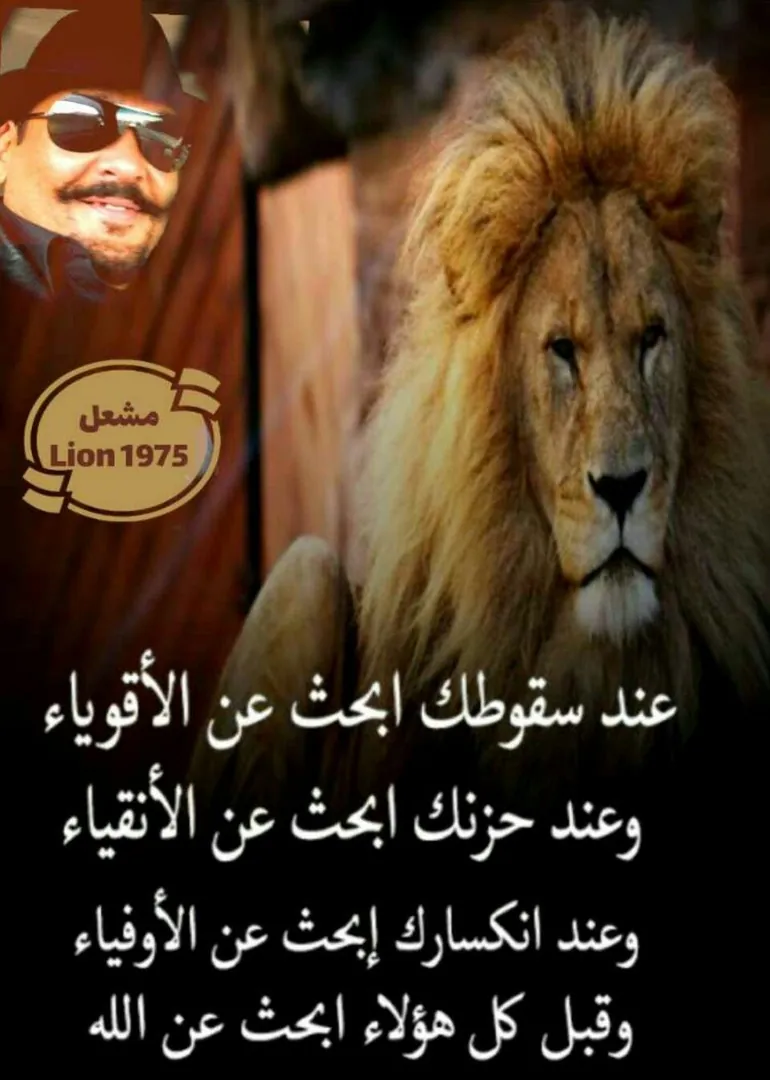 مشعل
Lion 1975
عند سقوطك ابحث عن الأقوياء
وعند حزنك ابحث عن الأنقياء
وعند انكسارك إبحث عن الأوفياء
وقبل كل هؤلاء ابحث عن الله